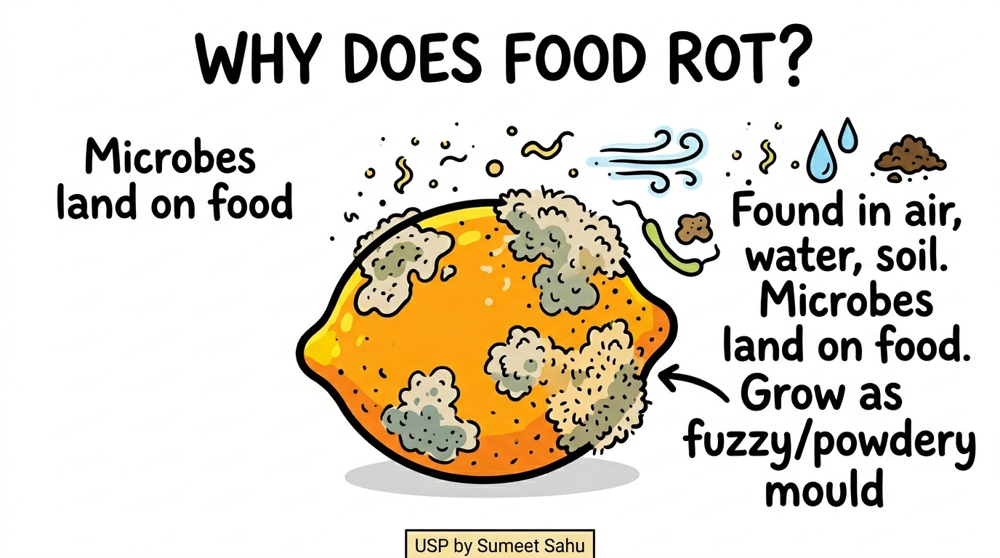 WHY DOES FOOD ROT?
Microbes
land on food
Found in air,
water, soil.
Microbes
land on food.
Grow as
fuzzy/powdery
mould
USP by Sumeet Sahu